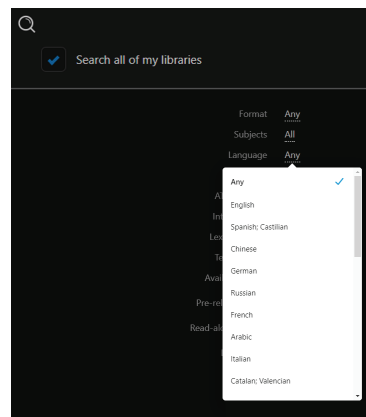 Search all of my libraries
Format Any
Subjects All
Language Any
Any
English
Spanish; Castilian
Chinese
German
Russian
French
Arabic
Italian
Catalan; Valencian